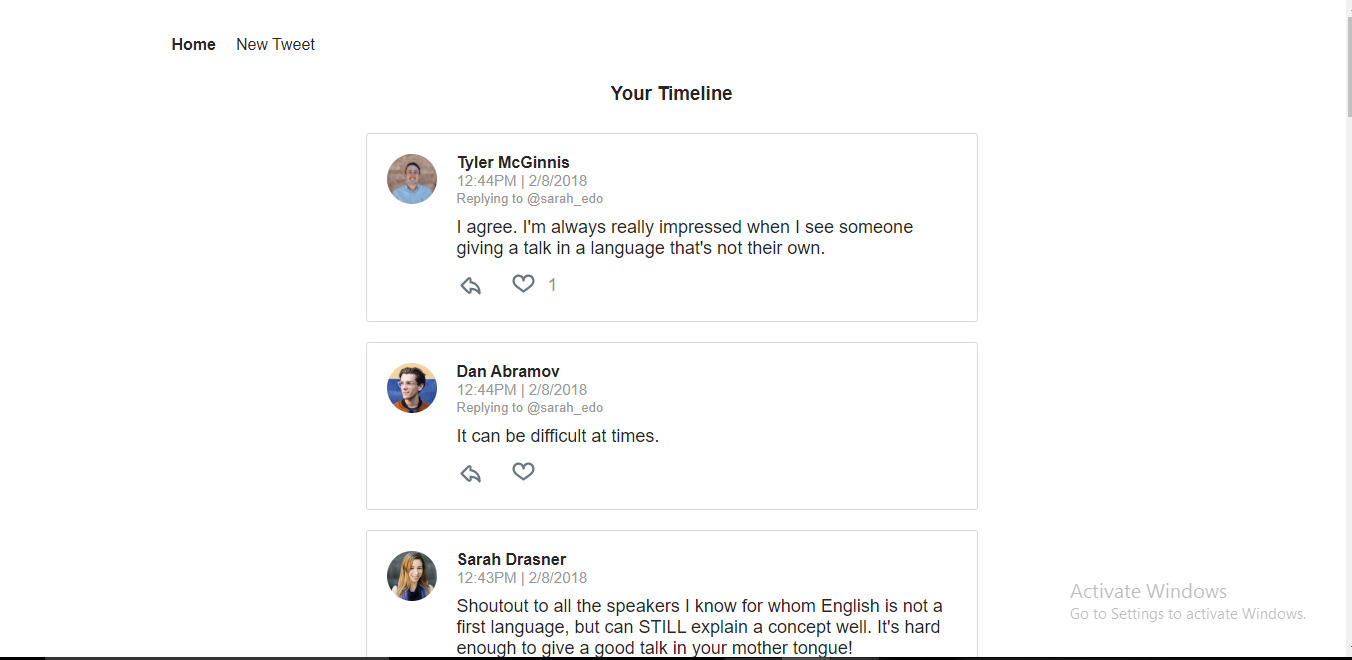 Home New Tweet
Your Timeline
Tyler McGinnis
12:44PM | 2/8/2018
Replying to @sarah_edo
I agree. I'm always really impressed when I see someone
giving a talk in a language that's not their own.
1
Dan Abramov
12:44PM | 2/8/2018
Replying to @sarah_edo
It can be difficult at times.
Sarah Drasner
12:43PM | 2/8/2018
Shoutout to all the speakers I know for whom English is not a
first language, but can STILL explain a concept well. It's hard
enough to give a good talk in your mother tongue!
Activate Windows
Go to Settings to activate Windows.